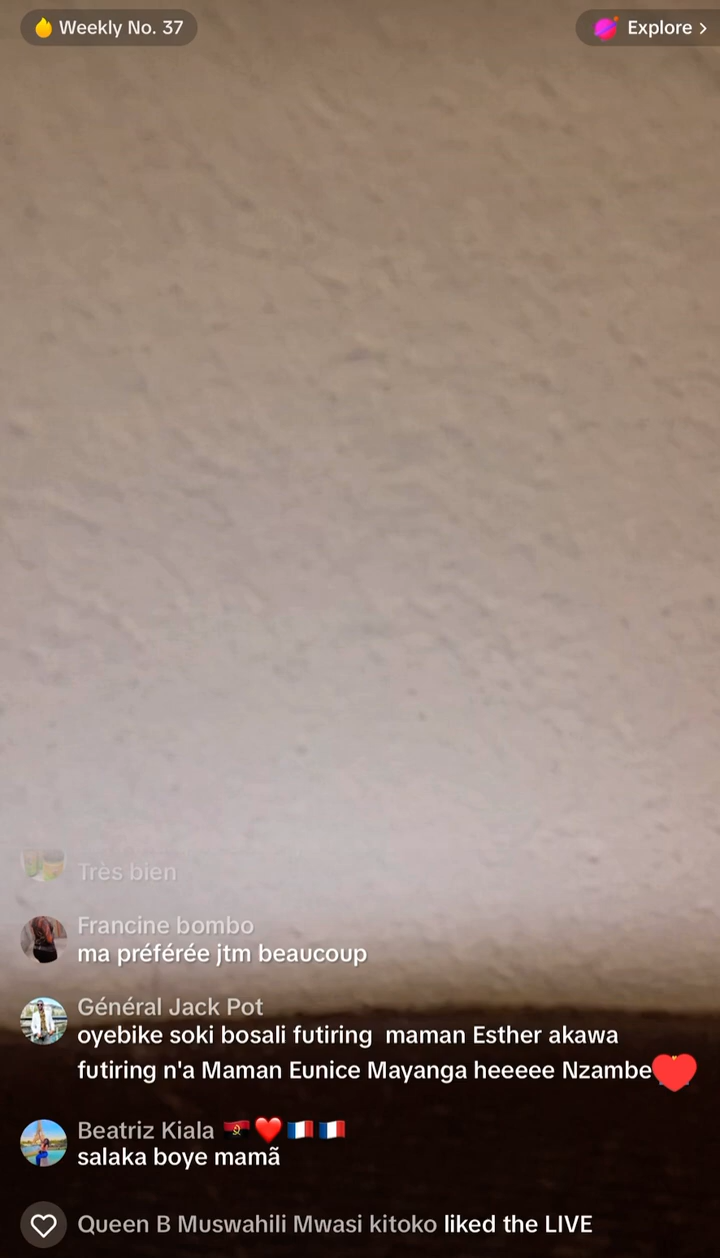 Weekly No. 37
Explore >
Très bien
Francine bombo
ma préférée jtm beaucoup
Général Jack Pot
oyebike soki bosali futiring maman Esther akawa
futiring n'a Maman Eunice Mayanga heeeee Nzambe❤️
Beatriz Kiala 🇦🇴❤️🇫🇷🇫🇷
salaka boye mamã
Queen B Muswahili Mwasi kitoko liked the LIVE